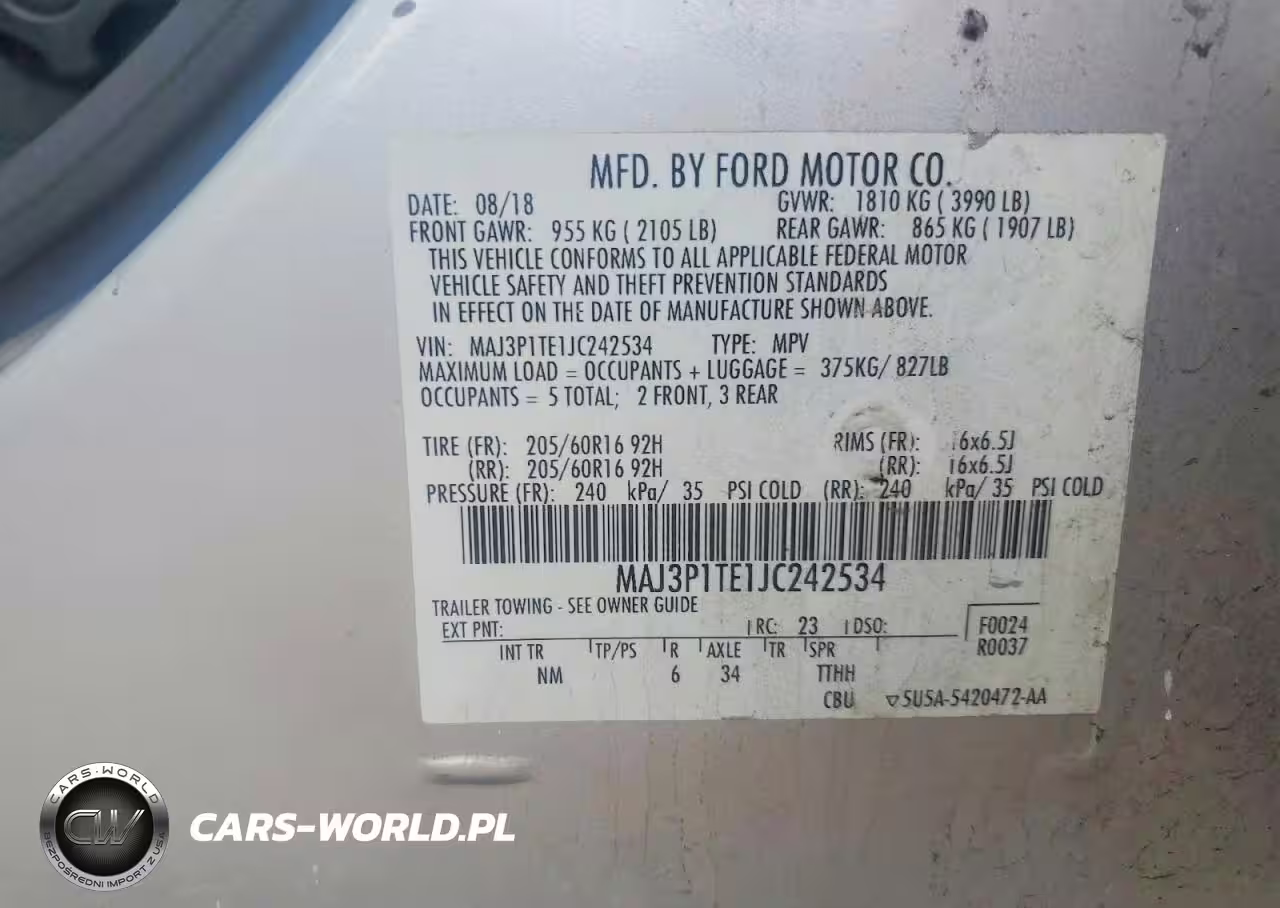 MFD. BY FORD MOTOR CO.
DATE: 08/18 GVWR: 1810 KG ( 3990 LB)
FRONT GAWR: 955 KG ( 2105 LB) REAR GAWR: 865 KG ( 1907 LB)
THIS VEHICLE CONFORMS TO ALL APPLICABLE FEDERAL MOTOR
VEHICLE SAFETY AND THEFT PREVENTION STANDARDS
IN EFFECT ON THE DATE OF MANUFACTURE SHOWN ABOVE.
VIN: MAJ3P1TE1JC242534 TYPE: MPV
MAXIMUM LOAD = OCCUPANTS + LUGGAGE = 375KG/ 827LB
OCCUPANTS = 5 TOTAL; 2 FRONT, 3 REAR
TIRE (FR): 205/60R16 92H RIMS (FR): 16x6.5J
(RR): 205/60R16 92H (RR): 16x6.5J
PRESSURE (FR): 240 kPa/ 35 PSI COLD (RR): 240 kPa/ 35 PSI COLD
MAJ3P1TE1JC242534
TRAILER TOWING - SEE OWNER GUIDE
EXT PNT: RC: 23 DSO: F0024
INT TR TP/PS R AXLE TR SPR R0037
NM 6 34 TTHH
CBU ▽5U5A-5420472-AA
CARS-WORLD
CW
BEZPOŚREDNI IMPORT Z USA
CARS-WORLD.PL